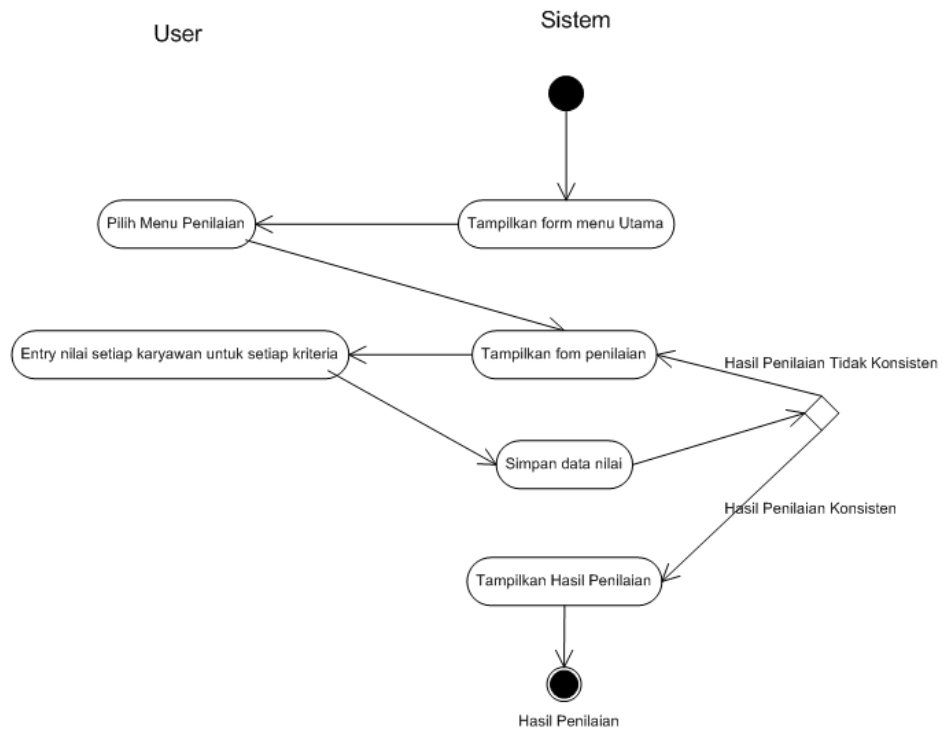 User
Sistem
Pilih Menu Penilaian
Tampilkan form menu Utama
Entry nilai setiap karyawan untuk setiap kriteria
Tampilkan fom penilaian
Hasil Penilaian Tidak Konsisten
Simpan data nilai
Hasil Penilaian Konsisten
Tampilkan Hasil Penilaian
Hasil Penilaian